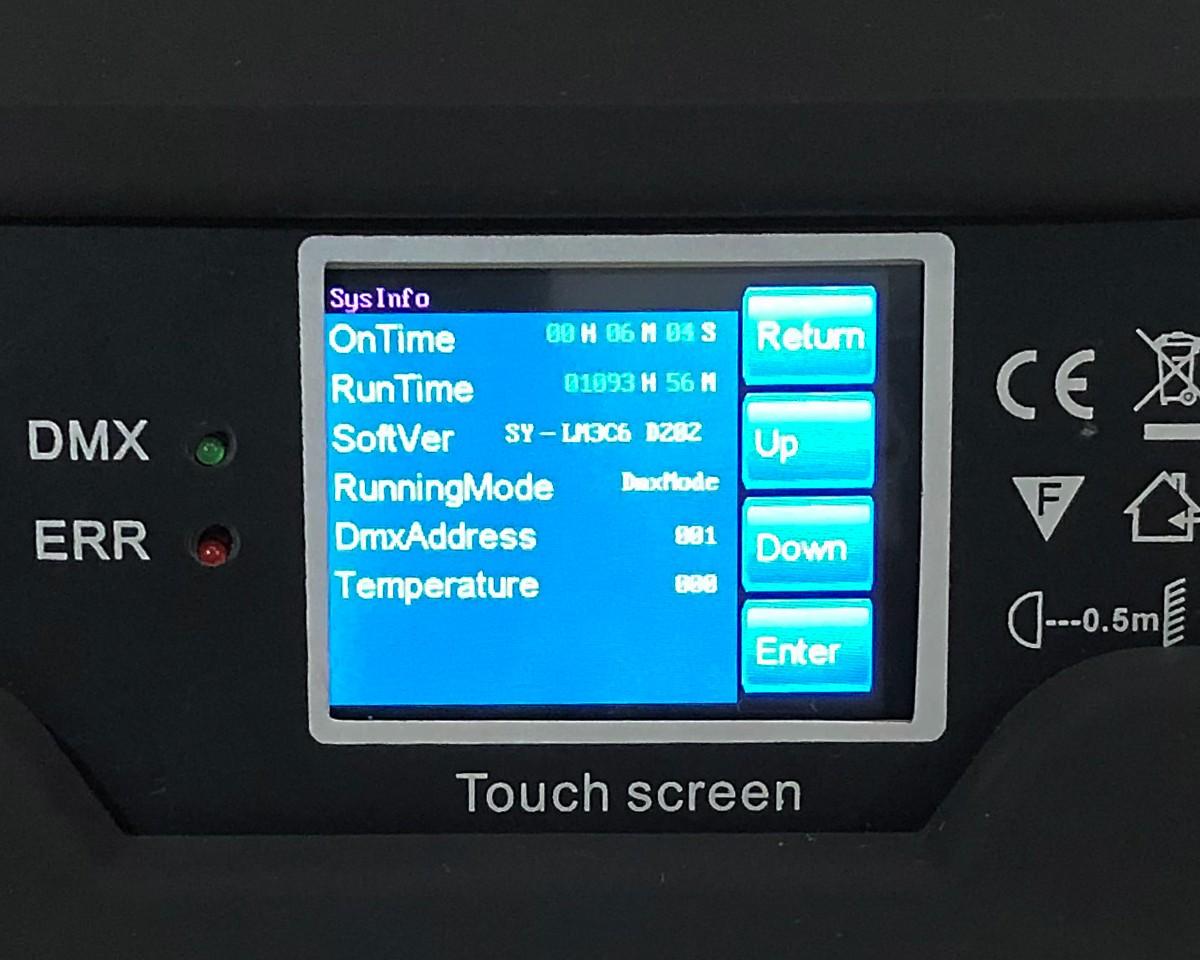 SysInfo
OnTime 00 H 06 M 04 S
RunTime 01093 H 56 M
SoftVer SY-LM3C6 D202
RunningMode DmxMode
DmxAddress 001
Temperature 000
Return
Up
Down
Enter
DMX
ERR
Touch screen
CE
F
---0.5m